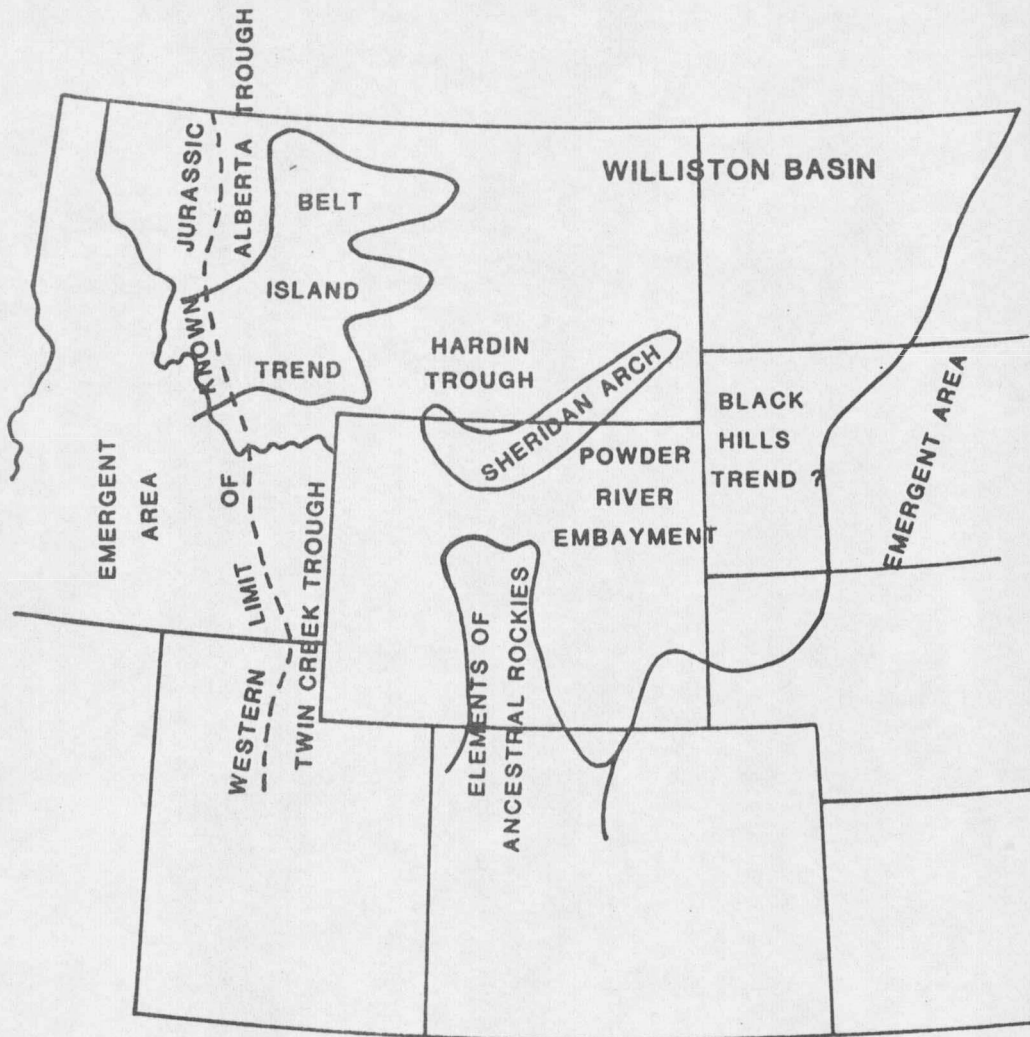 ALBERTA TROUGH
JURASSIC
BELT
ISLAND
TREND
WILLISTON BASIN
HARDIN
TROUGH
SHERIDAN ARCH
POWDER
RIVER
EMBAYMENT
BLACK
HILLS
TREND ?
EMERGENT AREA
EMERGENT
AREA
WESTERN LIMIT OF KNOWN
TWIN CREEK TROUGH
ELEMENTS OF
ANCESTRAL ROCKIES